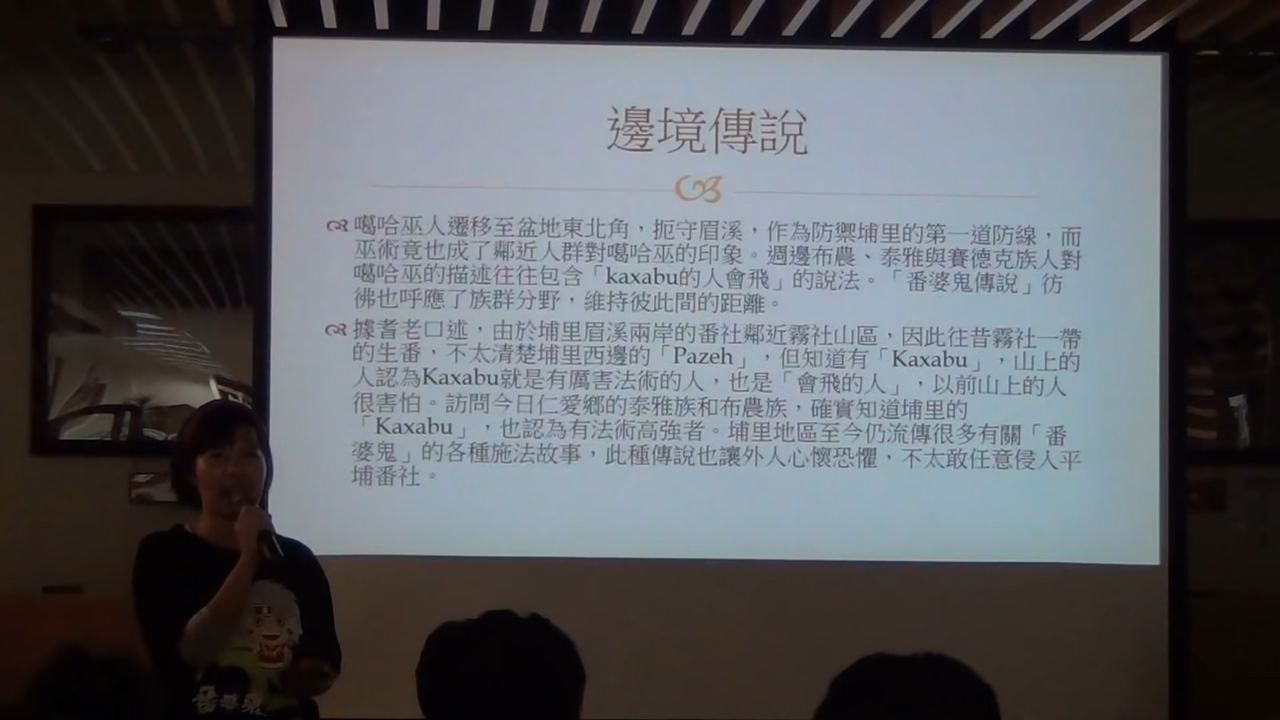 邊境傳說
噶哈巫人遷移至盆地東北角，扼守眉溪，作為防禦埔里的第一道防線，而
巫術竟也成了鄰近人群對噶哈巫的印象。週邊布農、泰雅與賽德克族人對
噶哈巫的描述往往包含「kaxabu的人會飛」的說法。「番婆鬼傳說」彷
彿也呼應了族群分野，維持彼此間的距離。
據耆老口述，由於埔里眉溪兩岸的番社鄰近霧社山區，因此往昔霧社一帶
的生番，不太清楚埔里西邊的「Pazeh」，但知道有「Kaxabu」，山上的
人認為Kaxabu就是有厲害法術的人，也是「會飛的人」，以前山上的人
很害怕。訪問今日仁愛鄉的泰雅族和布農族，確實知道埔里的
「Kaxabu」，也認為有法術高強者。埔里地區至今仍流傳很多有關「番
婆鬼」的各種施法故事，此種傳說也讓外人心懷恐懼，不太敢任意侵入平
埔番社。
番婆鬼